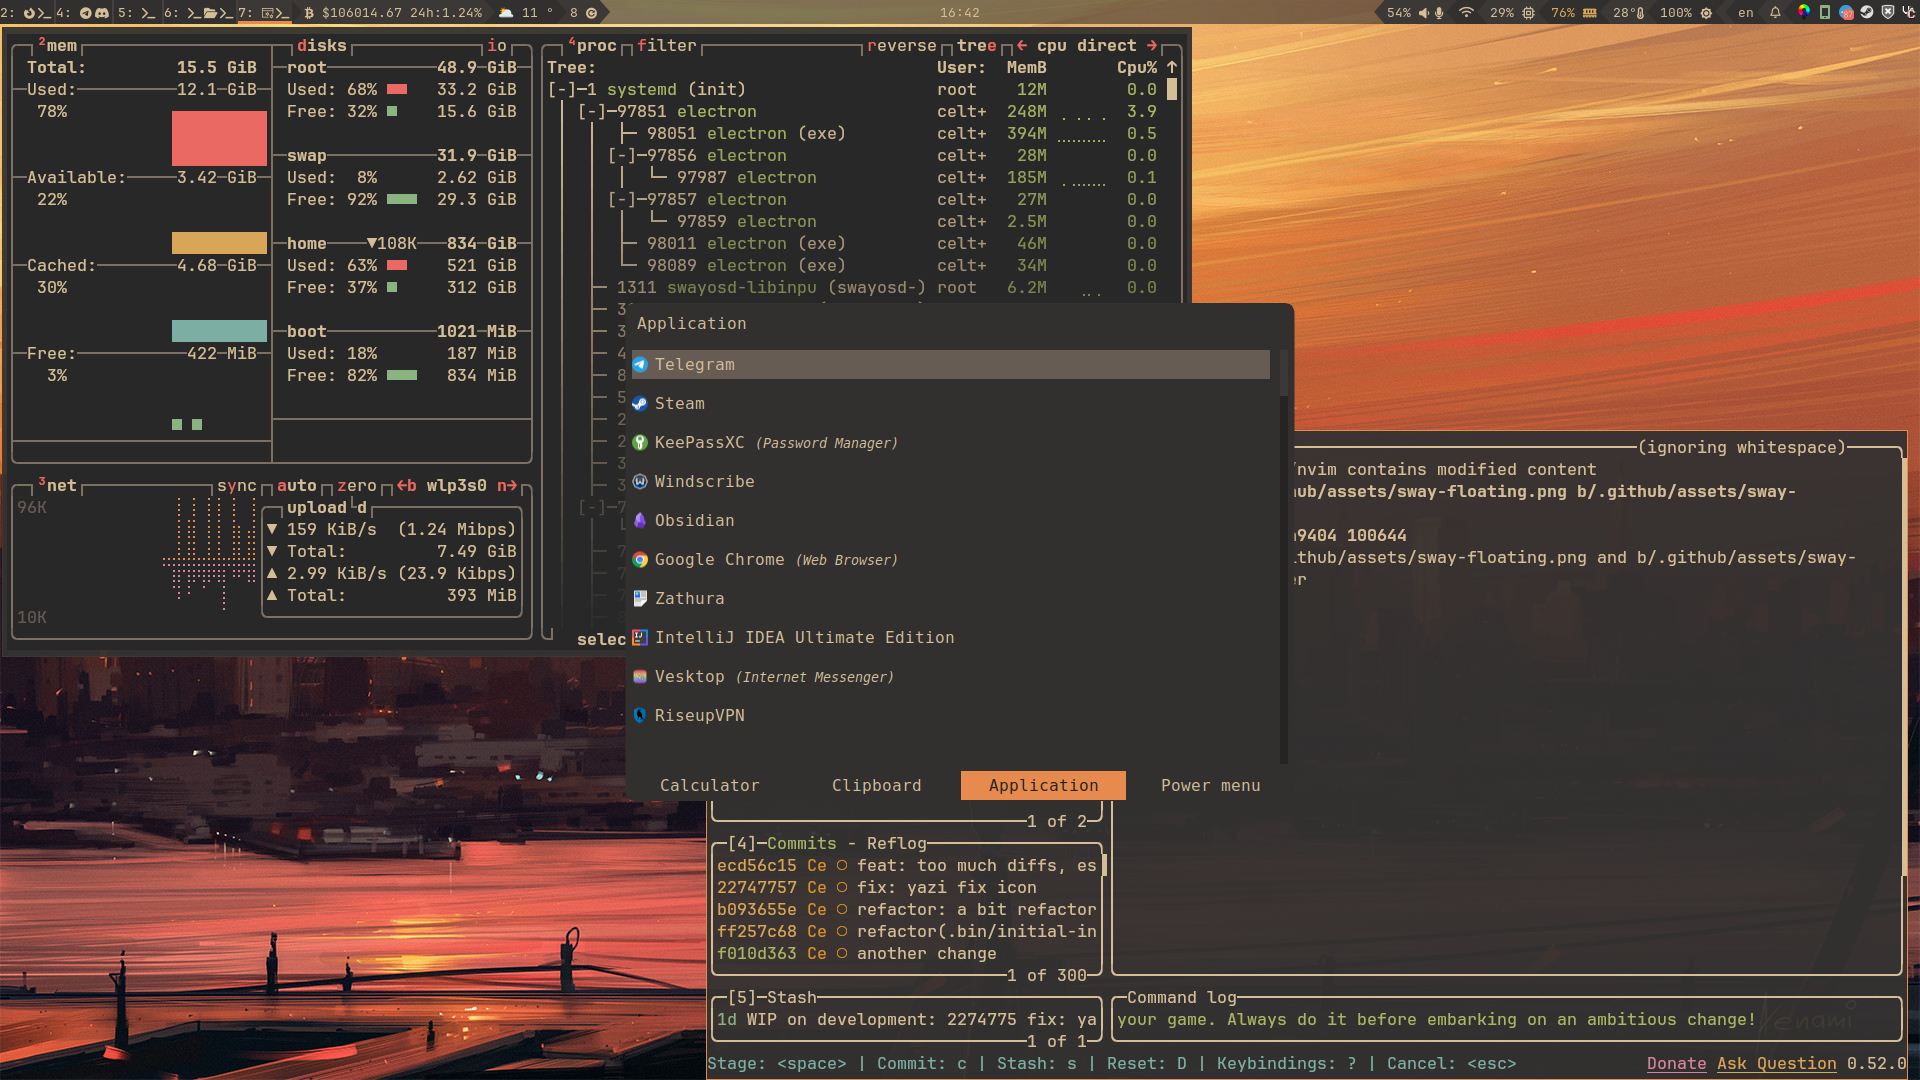 2: 4: 5: 6: 7: $106014.67 24h:1.24% 11 ° 8
16:42
54% 29% 76% 28° 100% en
2mem
Total: 15.5 GiB
Used: 12.1 GiB
78%
Available: 3.42 GiB
22%
Cached: 4.68 GiB
30%
Free: 422 MiB
3%
disks io
root 48.9 GiB
Used: 68% 33.2 GiB
Free: 32% 15.6 GiB
swap 31.9 GiB
Used: 8% 2.62 GiB
Free: 92% 29.3 GiB
home ▼108K 834 GiB
Used: 63% 521 GiB
Free: 37% 312 GiB
boot 1021 MiB
Used: 18% 187 MiB
Free: 82% 834 MiB
3net sync auto zero ←b wlp3s0 n→
96K
10K
upload d
▼ 159 KiB/s (1.24 Mibps)
▼ Total: 7.49 GiB
▲ 2.99 KiB/s (23.9 Kibps)
▲ Total: 393 MiB
4proc filter reverse tree ← cpu direct →
Tree: User: MemB Cpu% ↑
[-]─1 systemd (init) root 12M 0.0
[-]─97851 electron celt+ 248M 3.9
98051 electron (exe) celt+ 394M 0.5
[-]─97856 electron celt+ 28M 0.0
97987 electron celt+ 185M 0.1
[-]─97857 electron celt+ 27M 0.0
97859 electron celt+ 2.5M 0.0
98011 electron (exe) celt+ 46M 0.0
98089 electron (exe) celt+ 34M 0.0
1311 swayosd-libinpu (swayosd-) root 6.2M 0.0
selec
Application
Telegram
Steam
KeePassXC (Password Manager)
Windscribe
Obsidian
Google Chrome (Web Browser)
Zathura
IntelliJ IDEA Ultimate Edition
Vesktop (Internet Messenger)
RiseupVPN
Calculator Clipboard Application Power menu
(ignoring whitespace)
nvim contains modified content
ub/assets/sway-floating.png b/.github/assets/sway-
9404 100644
thub/assets/sway-floating.png and b/.github/assets/sway-
er
1 of 2
[4]─Commits - Reflog
ecd56c15 Ce feat: too much diffs, es
22747757 Ce fix: yazi fix icon
b093655e Ce refactor: a bit refactor
ff257c68 Ce refactor(.bin/initial-in
f010d363 Ce another change
1 of 300
[5]─Stash
1d WIP on development: 2274775 fix: ya
1 of 1
Command log
your game. Always do it before embarking on an ambitious change!
Stage: <space> | Commit: c | Stash: s | Reset: D | Keybindings: ? | Cancel: <esc>
Donate Ask Question 0.52.0